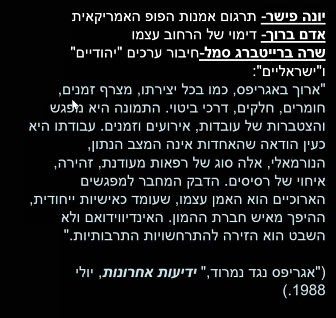 יונה פישר- תרגום אמנות הפופ האמריקאית
אדם ברוך- דימוי של הרחוב עצמו
שרה ברייטברג סמל-חיבור ערכים "יהודיים"
ו"ישראליים":
"ארוך באגריפס, כמו בכל יצירתו, מצרף זמנים,
חומרים, חלקים, דרכי ביטוי. התמונה היא מפגש
והצטברות של עובדות, אירועים וזמנים. עבודתו היא
כעין הודאה שהאחדות אינה המצב הנתון,
הנורמאלי, אלה סוג של רפאות מעודנת, זהירה,
איחוי של רסיסים. הדבק המחבר למפגשים
הארוכיים הוא האמן עצמו, שעומד כאישיות ייחודית,
ההיפך מאיש חברת ההמון. האינדיווידואם ולא
השבט הוא הזירה להתרחשויות התרבותיות."
("אגריפס נגד נמרוד," ידיעות אחרונות, יולי
1988.)